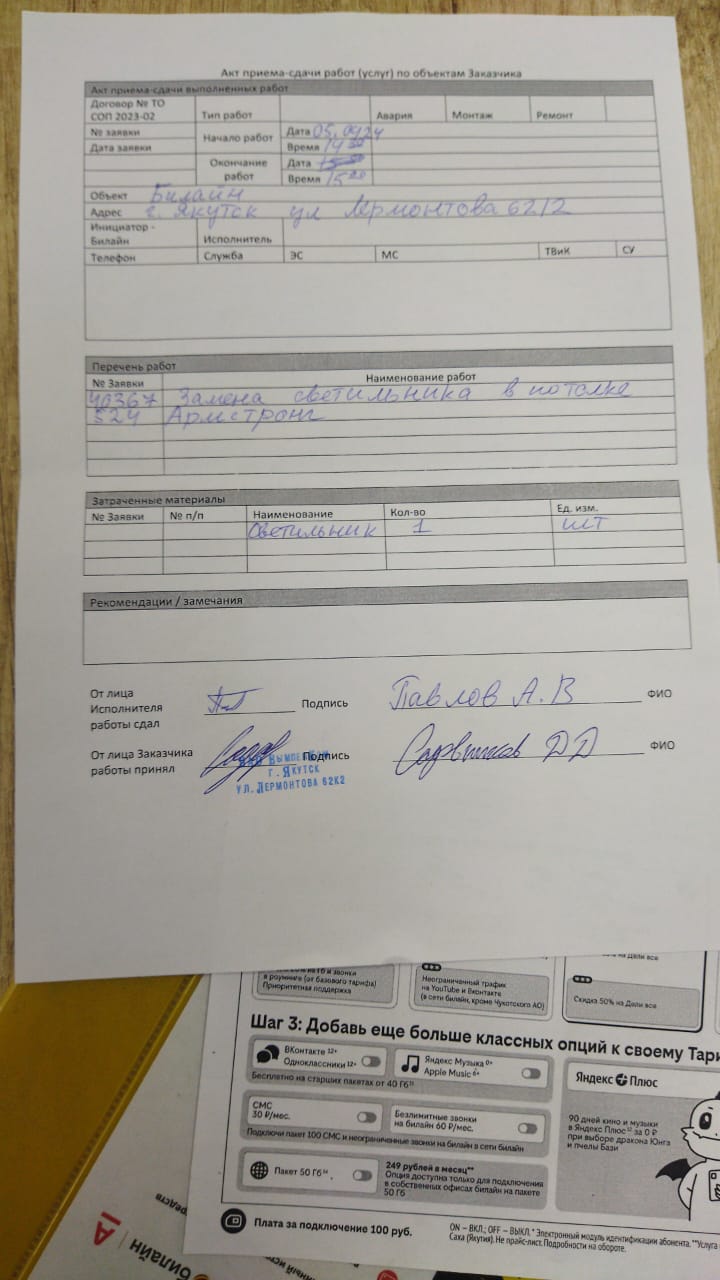 Акт приема-сдачи работ (услуг) по объектам Заказчика
Акт приема-сдачи выполненных работ
Договор № ТО СОП 2023-02 Тип работ Авария Монтаж Ремонт
№ заявки Начало работ Дата 05.09.24
Дата заявки Время 14 30
Окончание работ Дата
Время 15 00
Объект Билайн
Адрес г. Якутск ул Лермонтова 62/2
Инициатор - Билайн Исполнитель
Телефон Служба ЭС МС ТВиК СУ
Перечень работ
№ Заявки Наименование работ
40367 Замена светильника в потолке
524 Армстронг
Затраченные материалы
№ Заявки № п/п Наименование Кол-во Ед. изм.
Светильник 1 шт
Рекомендации / замечания
От лица
Исполнителя Подпись Павлов А.В ФИО
работы сдал
От лица Заказчика Подпись ДД ФИО
работы принял
г. Якутск
ул. Лермонтова 62к2
и звонки
в роуминге (от базового тарифа)
Приоритетная поддержка
Неограниченный трафик
на YouTube и Вконтакте
(в сети билайн, кроме Чукотского АО)
на Дели все
Скидка 50% на Дели все
Шаг 3: Добавь еще больше классных опций к своему
ВКонтакте 12+
Одноклассники 12+
Яндекс Музыка 0+
Apple Music 6+
Бесплатно на старших пакетах от 40 Гб
Яндекс Плюс
СМС
30 ₽/мес.
Безлимитные звонки
на билайн 60 ₽/мес.
Подключи пакет 100 СМС и неограниченные звонки на билайн в сети билайн
90 дней кино и музыки
в Яндекс Плюс за 0 ₽
при выборе дракона Юнга
и пчелы Бази
Пакет 50 Гб
249 рублей в месяц**
Опция доступна только для подключения
в собственных офисах билайн на пакете
50 Гб
Плата за подключение 100 руб.
ON – ВКЛ.; OFF – ВЫКЛ. * Электронный модуль идентификации абонента. **Услуга
Саха (Якутия). Не прайс-лист. Подробности на обороте.
билайн